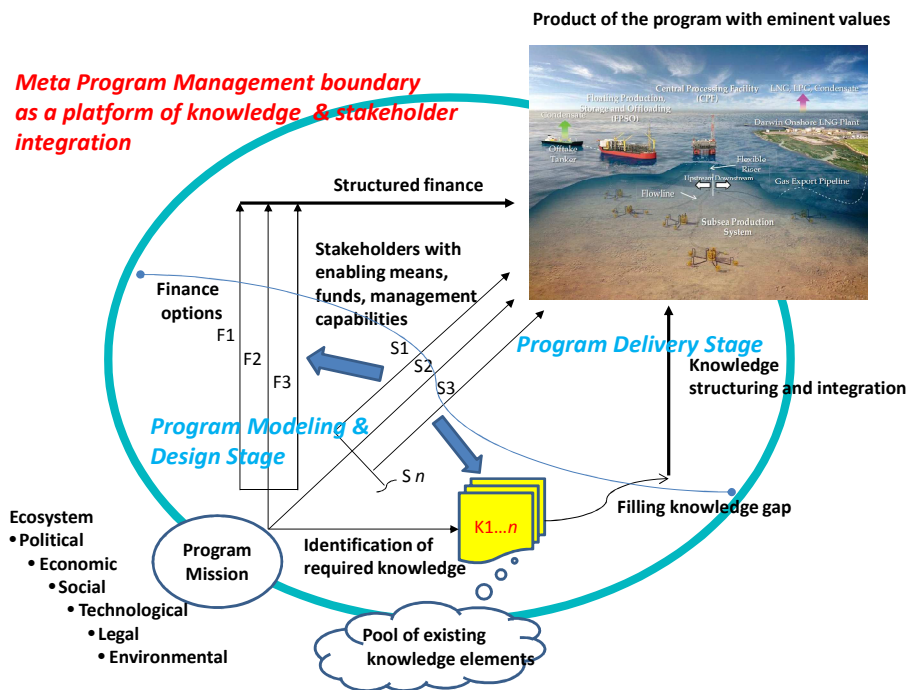 Product of the program with eminent values
Meta Program Management boundary
as a platform of knowledge & stakeholder
integration
Central Processing Facility
(CPF)
LNG, LPG, Condensate
Floating Production,
Storage and Offloading
(FPSO)
Condensate
Darwin Onshore LNG Plant
Offtake
Tanker
Flexible
Riser
Upstream Downstream
Gas Export Pipeline
Flowline
Subsea Production
System
Structured finance
Stakeholders with
enabling means,
funds, management
capabilities
Finance
options
F1
F2
F3
S1
S2
S3
S n
Program Delivery Stage
Knowledge
structuring and integration
Program Modeling &
Design Stage
K1...n
Filling knowledge gap
Ecosystem
• Political
• Economic
• Social
• Technological
• Legal
• Environmental
Program
Mission
Identification of
required knowledge
Pool of existing
knowledge elements